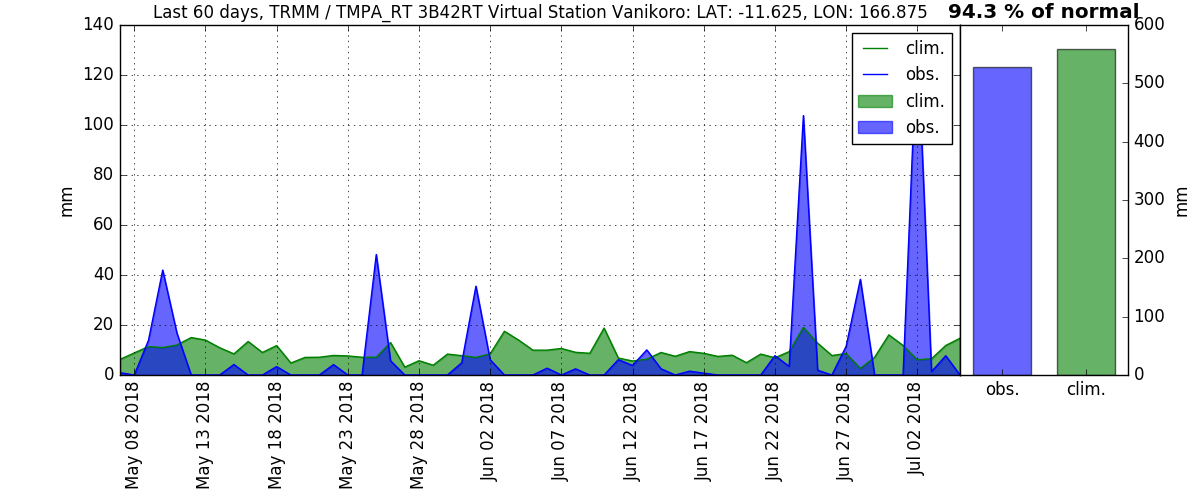 Last 60 days, TRMM / TMPA_RT 3B42RT Virtual Station Vanikoro: LAT: -11.625, LON: 166.875
94.3 % of normal
140
120
100
80
60
40
20
0
mm
clim.
obs.
clim.
obs.
600
500
400
300
200
100
0
mm
obs.
clim.
May 08 2018
May 13 2018
May 18 2018
May 23 2018
May 28 2018
Jun 02 2018
Jun 07 2018
Jun 12 2018
Jun 17 2018
Jun 22 2018
Jun 27 2018
Jul 02 2018